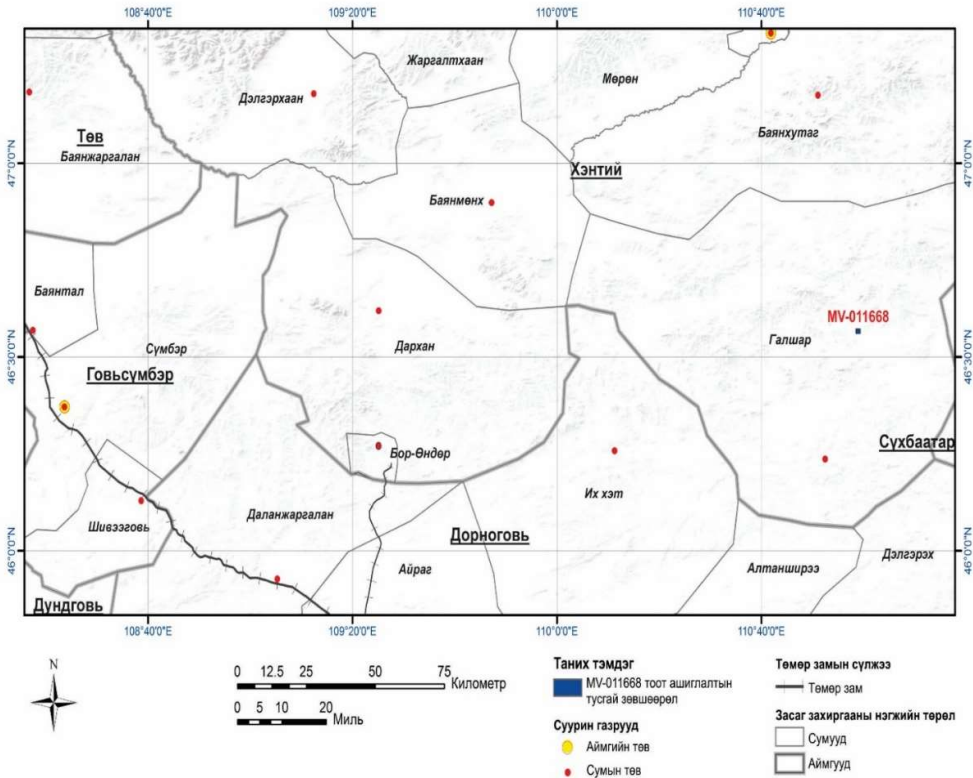 108°40'0"E
109°20'0"E
110°0'0"E
110°40'0"E
Жаргалтхаан
Мөрөн
Дэлгэрхаан
Баянхутаг
Төв
Баянжаргалан
47°0'0"N
47°0'0"N
Хэнтий
Баянмөнх
Баянтал
MV-011668
Сүмбэр
Дархан
Галшар
46°30'0"N
46°30'0"N
Говьсүмбэр
Бор-Өндөр
Сүхбаатар
Их хэт
Даланжаргалан
Шивээговь
Дорноговь
46°0'0"N
46°0'0"N
Айраг
Алтанширээ
Дэлгэрэх
Дундговь
108°40'0"E
109°20'0"E
110°0'0"E
110°40'0"E
N
0 12.5 25 50 75
Километр
0 5 10 20
Миль
Таних тэмдэг
MV-011668 тоот ашиглалтын
тусгай зөвшөөрөл
Суурин газрууд
Аймгийн төв
Сумын төв
Төмөр замын сүлжээ
Төмөр зам
Засаг захиргааны нэгжийн төрөл
Сумууд
Аймгууд